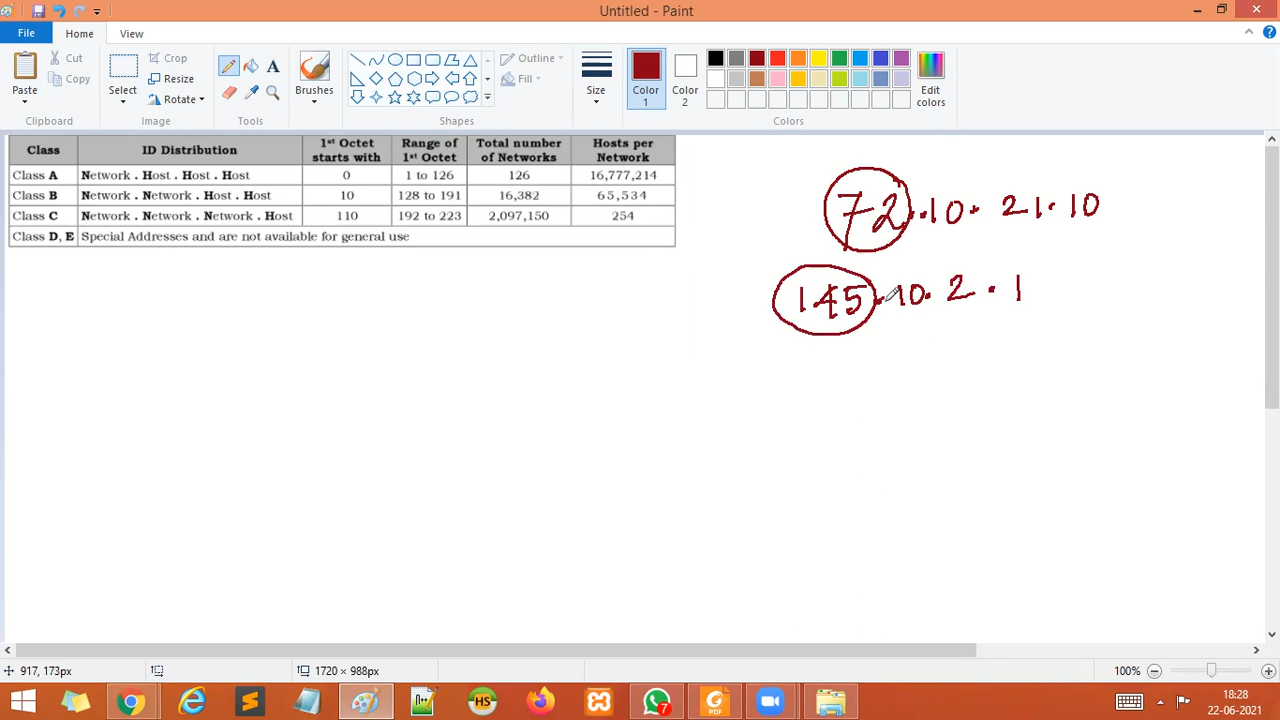 Untitled - Paint
File Home View
Paste Cut Copy
Clipboard
Select Crop Resize Rotate
Image
A
Tools
Brushes
Outline Fill
Shapes
Size
Color 1 Color 2
Edit colors
Colors
Class ID Distribution 1st Octet starts with Range of 1st Octet Total number of Networks Hosts per Network
Class A Network . Host . Host . Host 0 1 to 126 126 16,777,214
Class B Network . Network . Host . Host 10 128 to 191 16,382 65,534
Class C Network . Network . Network . Host 110 192 to 223 2,097,150 254
Class D, E Special Addresses and are not available for general use
72.10.21.10
145.10.2.1
917, 173px 1720 × 988px 100%
HS 7 18:28
22-06-2021